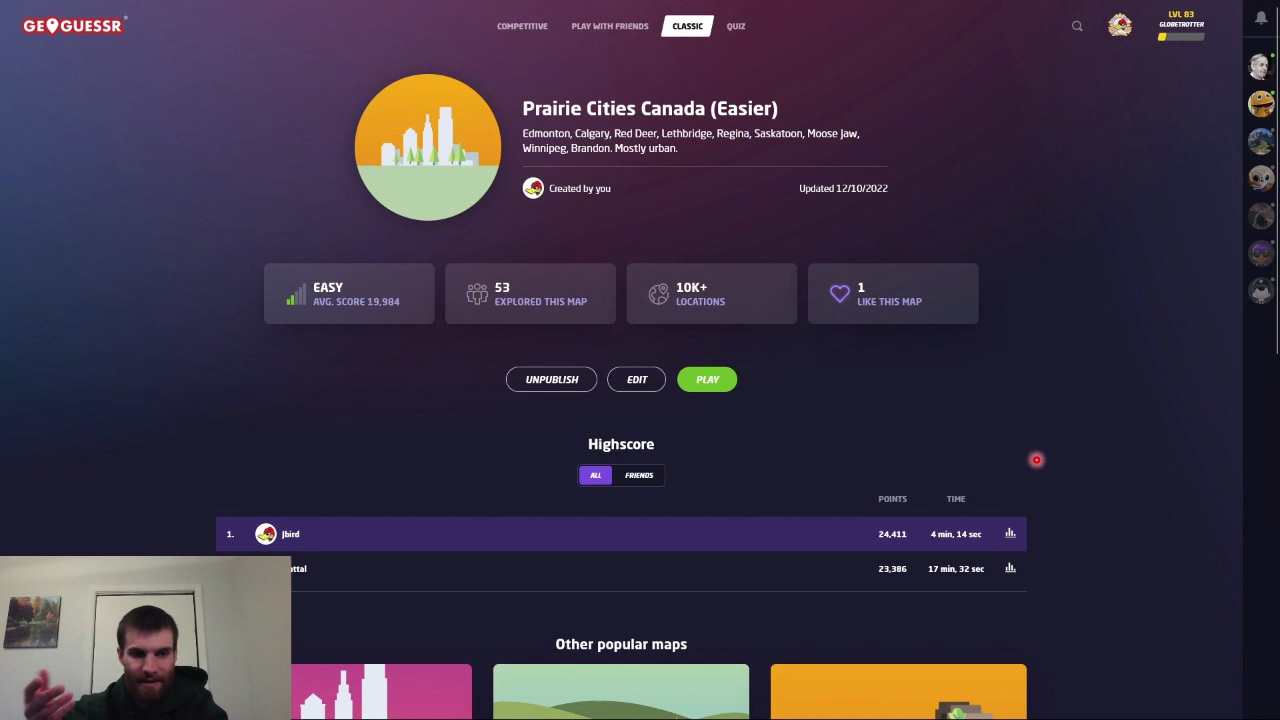 GEOGUESSR
COMPETITIVE
PLAY WITH FRIENDS
CLASSIC
QUIZ
LVL 83
GLOBETROTTER
Prairie Cities Canada (Easier)
Edmonton, Calgary, Red Deer, Lethbridge, Regina, Saskatoon, Moose Jaw,
Winnipeg, Brandon. Mostly urban.
Created by you
Updated 12/10/2022
EASY
AVG. SCORE 19,984
53
EXPLORED THIS MAP
10K+
LOCATIONS
1
LIKE THIS MAP
UNPUBLISH
EDIT
PLAY
Highscore
ALL
FRIENDS
POINTS
TIME
1.
Jbird
24,411
4 min, 14 sec
23,386
17 min, 32 sec
Other popular maps